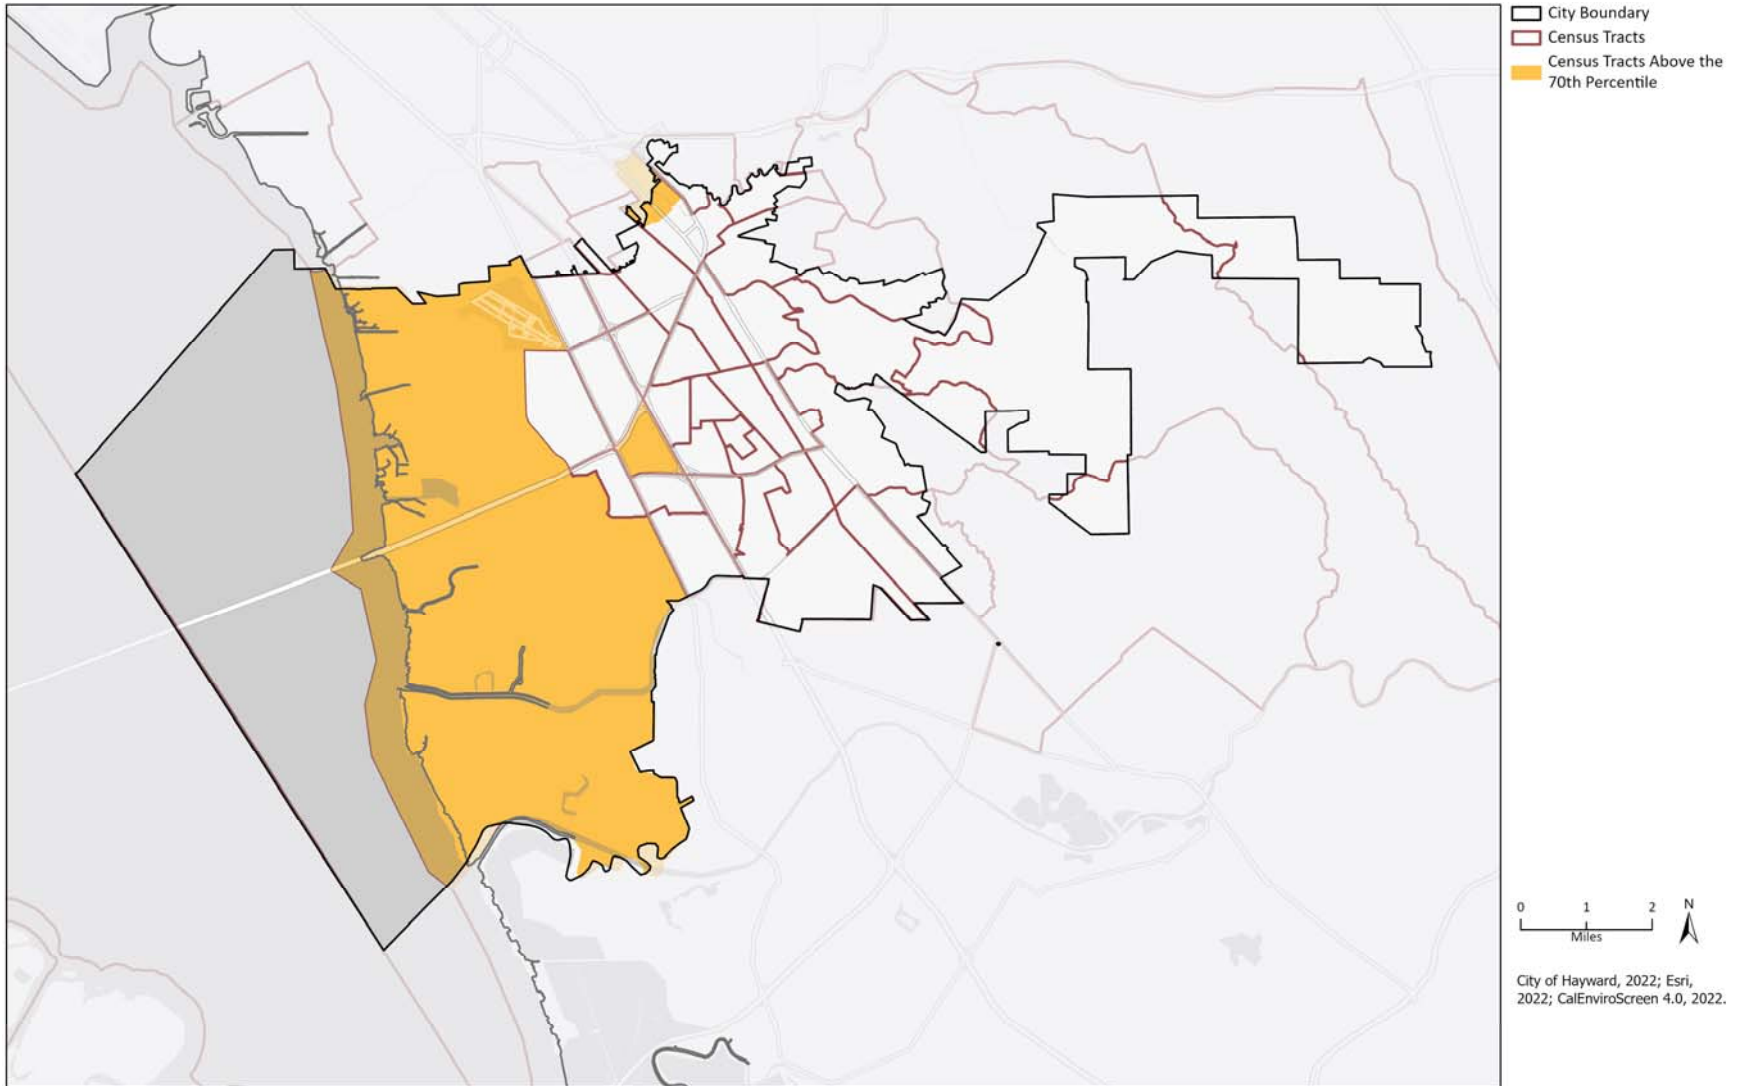 City Boundary
Census Tracts
Census Tracts Above the
70th Percentile
0 1 2
Miles
N
City of Hayward, 2022; Esri,
2022; CalEnviroScreen 4.0, 2022.